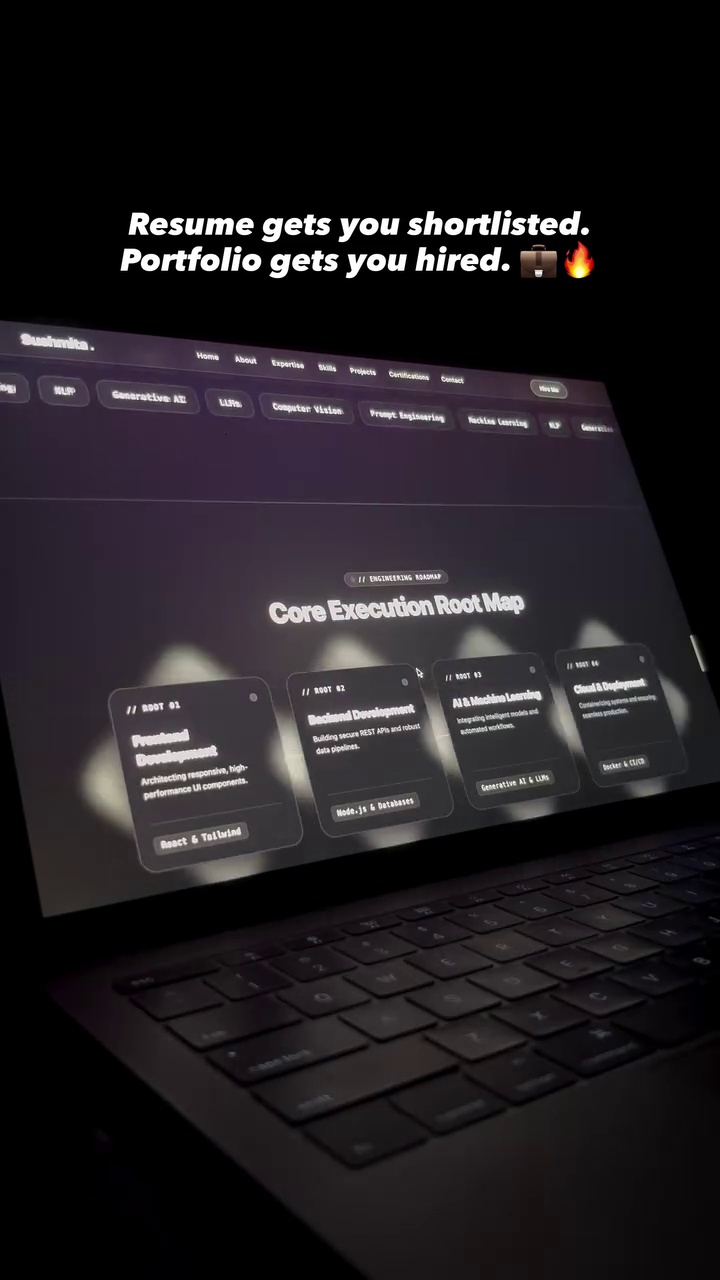 Resume gets you shortlisted.
Portfolio gets you hired. 💼🔥
Sushmita.
Home About Expertise Skills Projects Certifications Contact
Hire Me
NLP Generative AI LLMs Computer Vision Prompt Engineering Machine Learning NLP
// ENGINEERING ROADMAP
Core Execution Root Map
// ROOT 01
Frontend
Development
Architecting responsive, high-
performance UI components.
React & Tailwind
// ROOT 02
Backend Development
Building secure REST APIs and robust
data pipelines.
Node.js & Databases
// ROOT 03
AI & Machine Learning
Integrating intelligent models and
automated workflows.
Generative AI & LLMs
// ROOT 04
Cloud & Deployment
Containerizing systems and ensuring
seamless production.
Docker & CI/CD